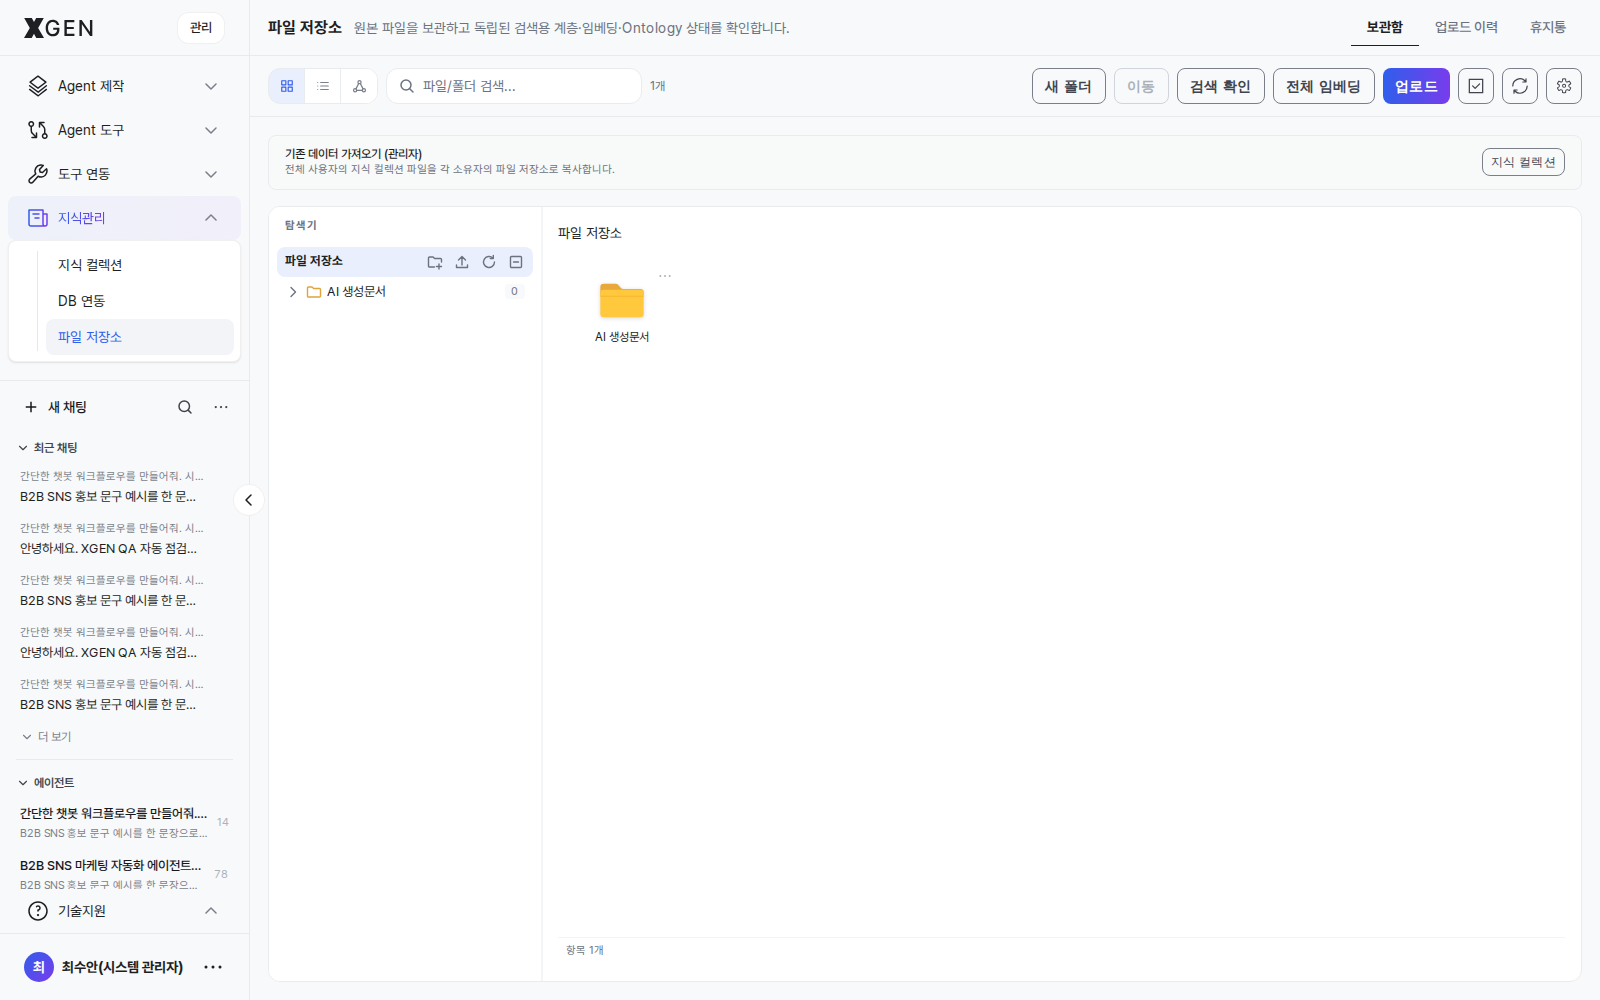 XGEN
관리
Agent 제작
Agent 도구
도구 연동
지식관리
지식 컬렉션
DB 연동
파일 저장소
새 채팅
최근 채팅
간단한 챗봇 워크플로우를 만들어줘. 시...
B2B SNS 홍보 문구 예시를 한 문...
간단한 챗봇 워크플로우를 만들어줘. 시...
안녕하세요. XGEN QA 자동 점검...
간단한 챗봇 워크플로우를 만들어줘. 시...
B2B SNS 홍보 문구 예시를 한 문...
간단한 챗봇 워크플로우를 만들어줘. 시...
안녕하세요. XGEN QA 자동 점검...
간단한 챗봇 워크플로우를 만들어줘. 시...
B2B SNS 홍보 문구 예시를 한 문...
더 보기
에이전트
간단한 챗봇 워크플로우를 만들어줘.... 14
B2B SNS 홍보 문구 예시를 한 문장으로...
B2B SNS 마케팅 자동화 에이전트... 78
B2B SNS 홍보 문구 예시를 한 문장으...
기술지원
최 최수안(시스템 관리자)
파일 저장소 원본 파일을 보관하고 독립된 검색용 계층·임베딩·Ontology 상태를 확인합니다.
보관함 업로드 이력 휴지통
파일/폴더 검색... 1개
새 폴더 이동 검색 확인 전체 임베딩 업로드
기존 데이터 가져오기 (관리자)
전체 사용자의 지식 컬렉션 파일을 각 소유자의 파일 저장소로 복사합니다.
지식 컬렉션
탐색기
파일 저장소
AI 생성문서 0
파일 저장소
AI 생성문서
항목 1개